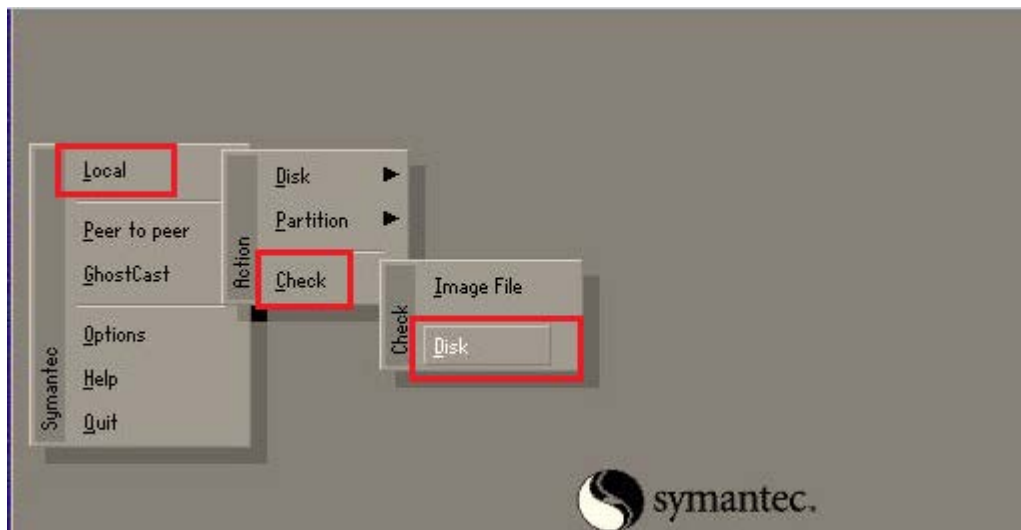 Local
Peer to peer
GhostCast
Options
Help
Quit
Symantec
Disk
Partition
Check
Action
Image File
Disk
Check
symantec.